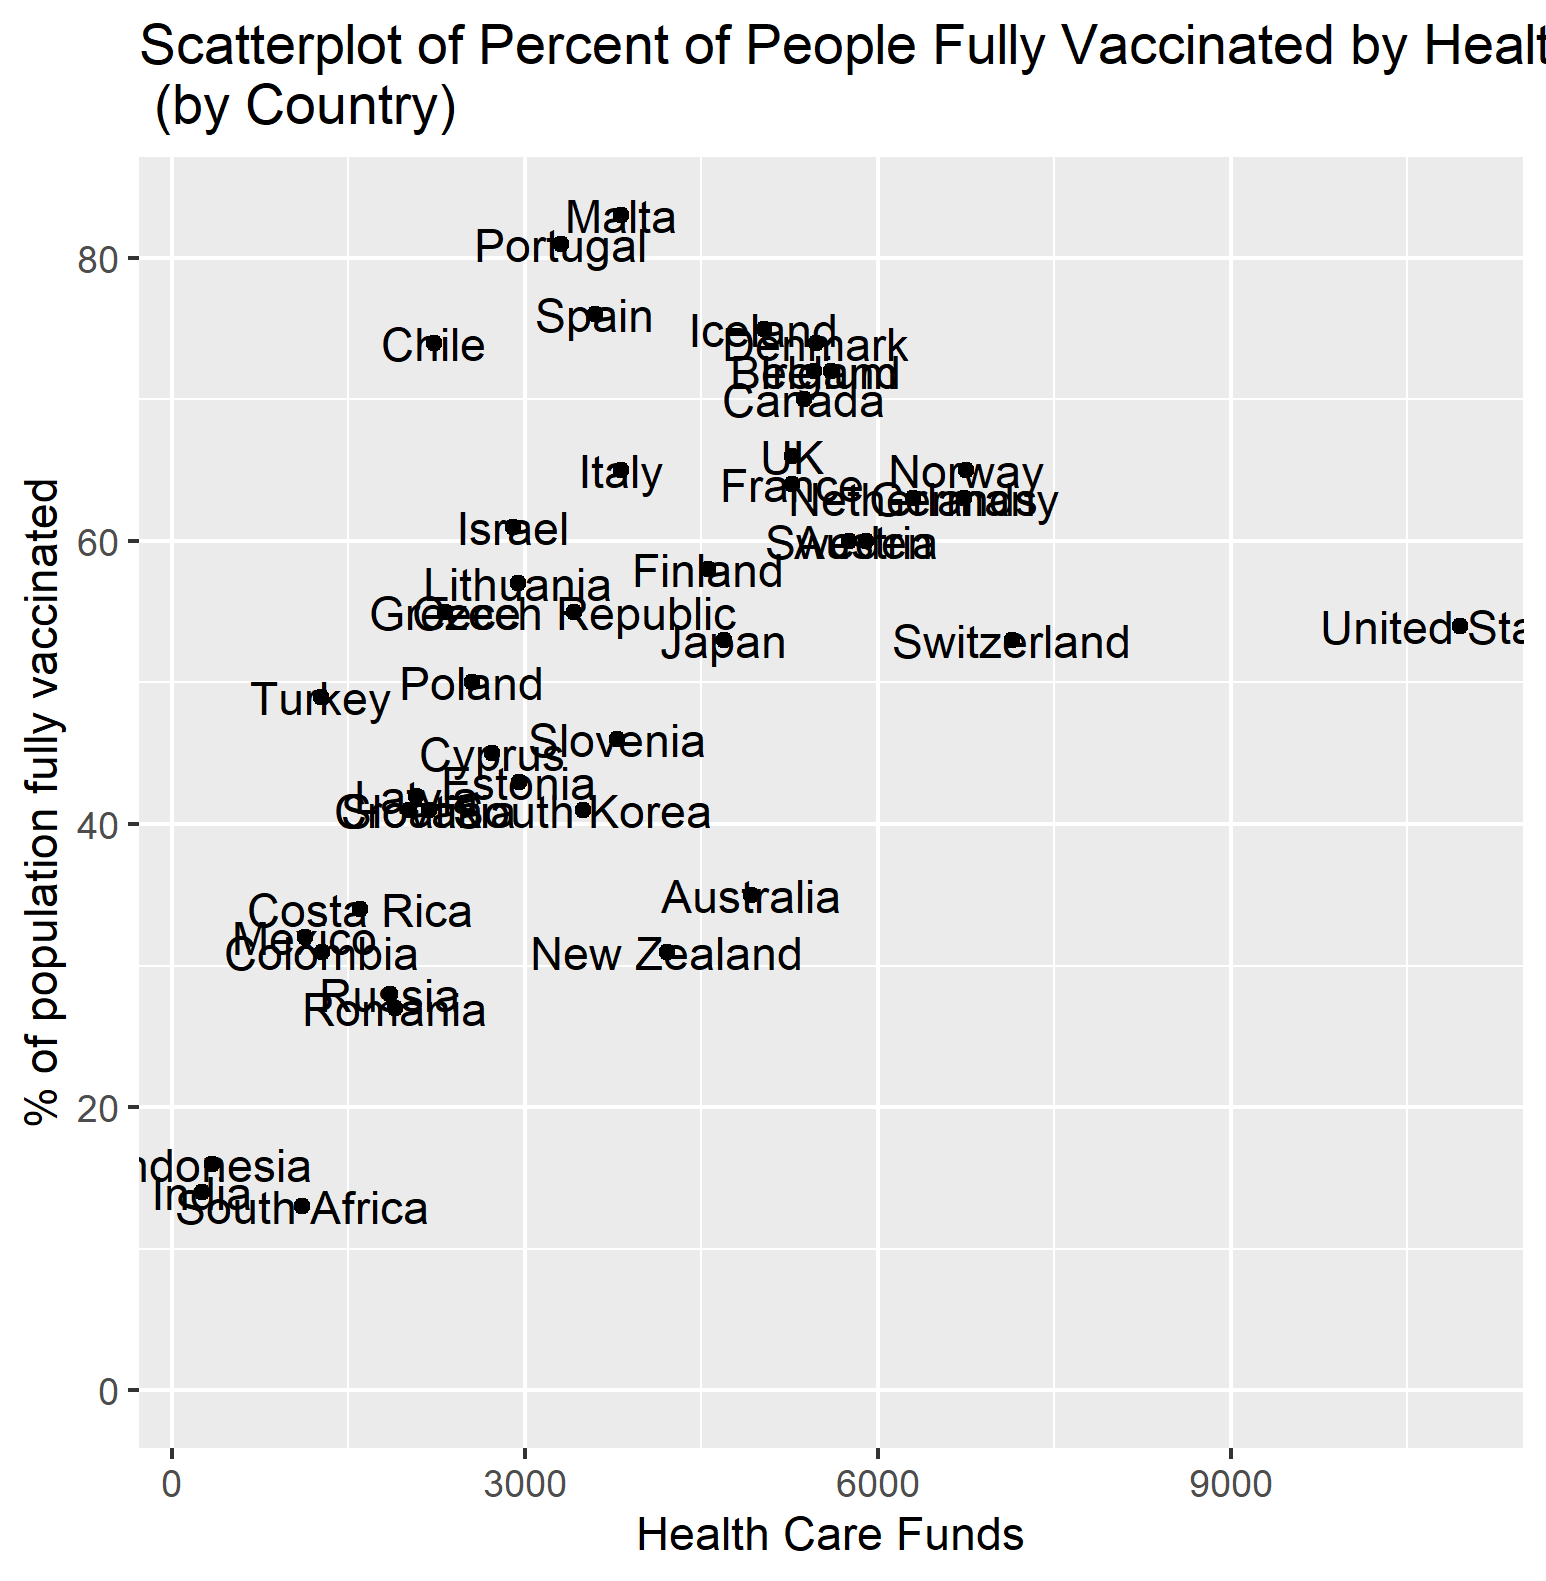 Scatterplot of Percent of People Fully Vaccinated by Healt
(by Country)
% of population fully vaccinated
80
60
40
20
0
Malta
Portugal
Spain
Iceland
Chile
Denmark
Belgium
Ireland
Canada
UK
Italy
Norway
France
Netherlands
Germany
Israel
Sweden
Austria
Finland
Lithuania
Greece
Czech Republic
Japan
Switzerland
United Sta
Poland
Turkey
Slovenia
Cyprus
Estonia
Latvia
Croatia
Slovakia
South Korea
Costa Rica
Australia
Mexico
Colombia
New Zealand
Russia
Romania
ndonesia
India
South Africa
0
3000
6000
9000
Health Care Funds